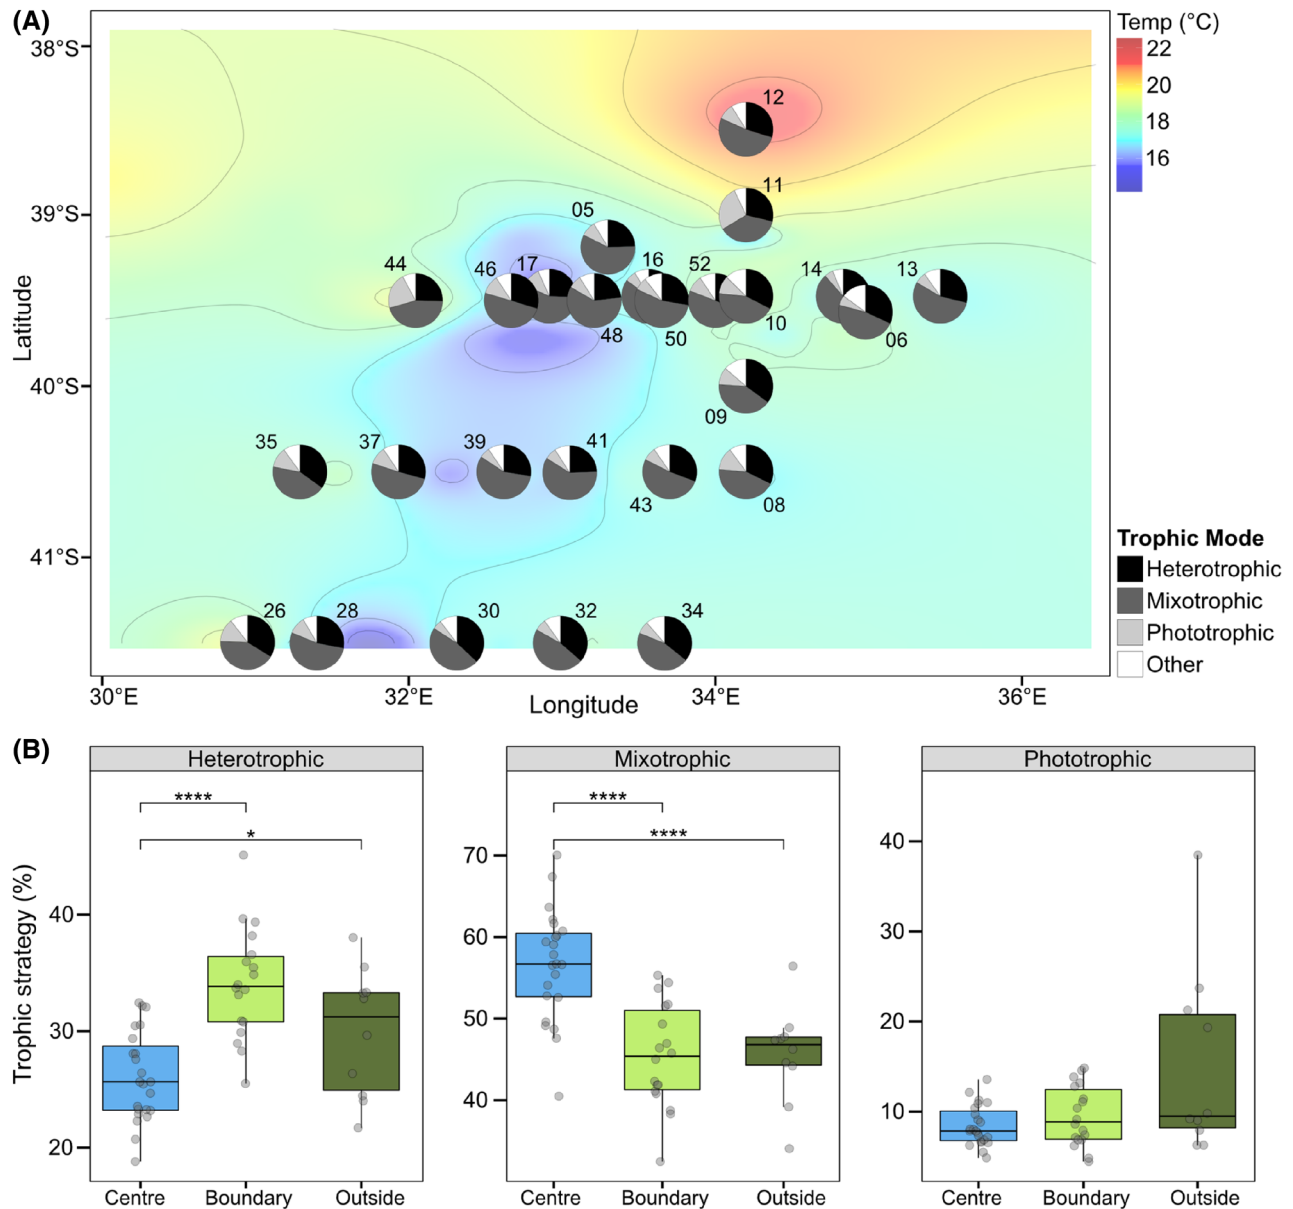 (A)
Temp (°C)
22
20
18
16
38°S
39°S
40°S
41°S
Latitude
12
11
05
44
46
17
16
52
14
13
48
50
10
06
09
35
37
39
41
43
08
26
28
30
32
34
30°E
32°E
34°E
36°E
Longitude
Trophic Mode
Heterotrophic
Mixotrophic
Phototrophic
Other
(B)
Heterotrophic
Mixotrophic
Phototrophic
Trophic strategy (%)
****
*
40
30
20
****
****
70
60
50
40
40
30
20
10
Centre
Boundary
Outside
Centre
Boundary
Outside
Centre
Boundary
Outside